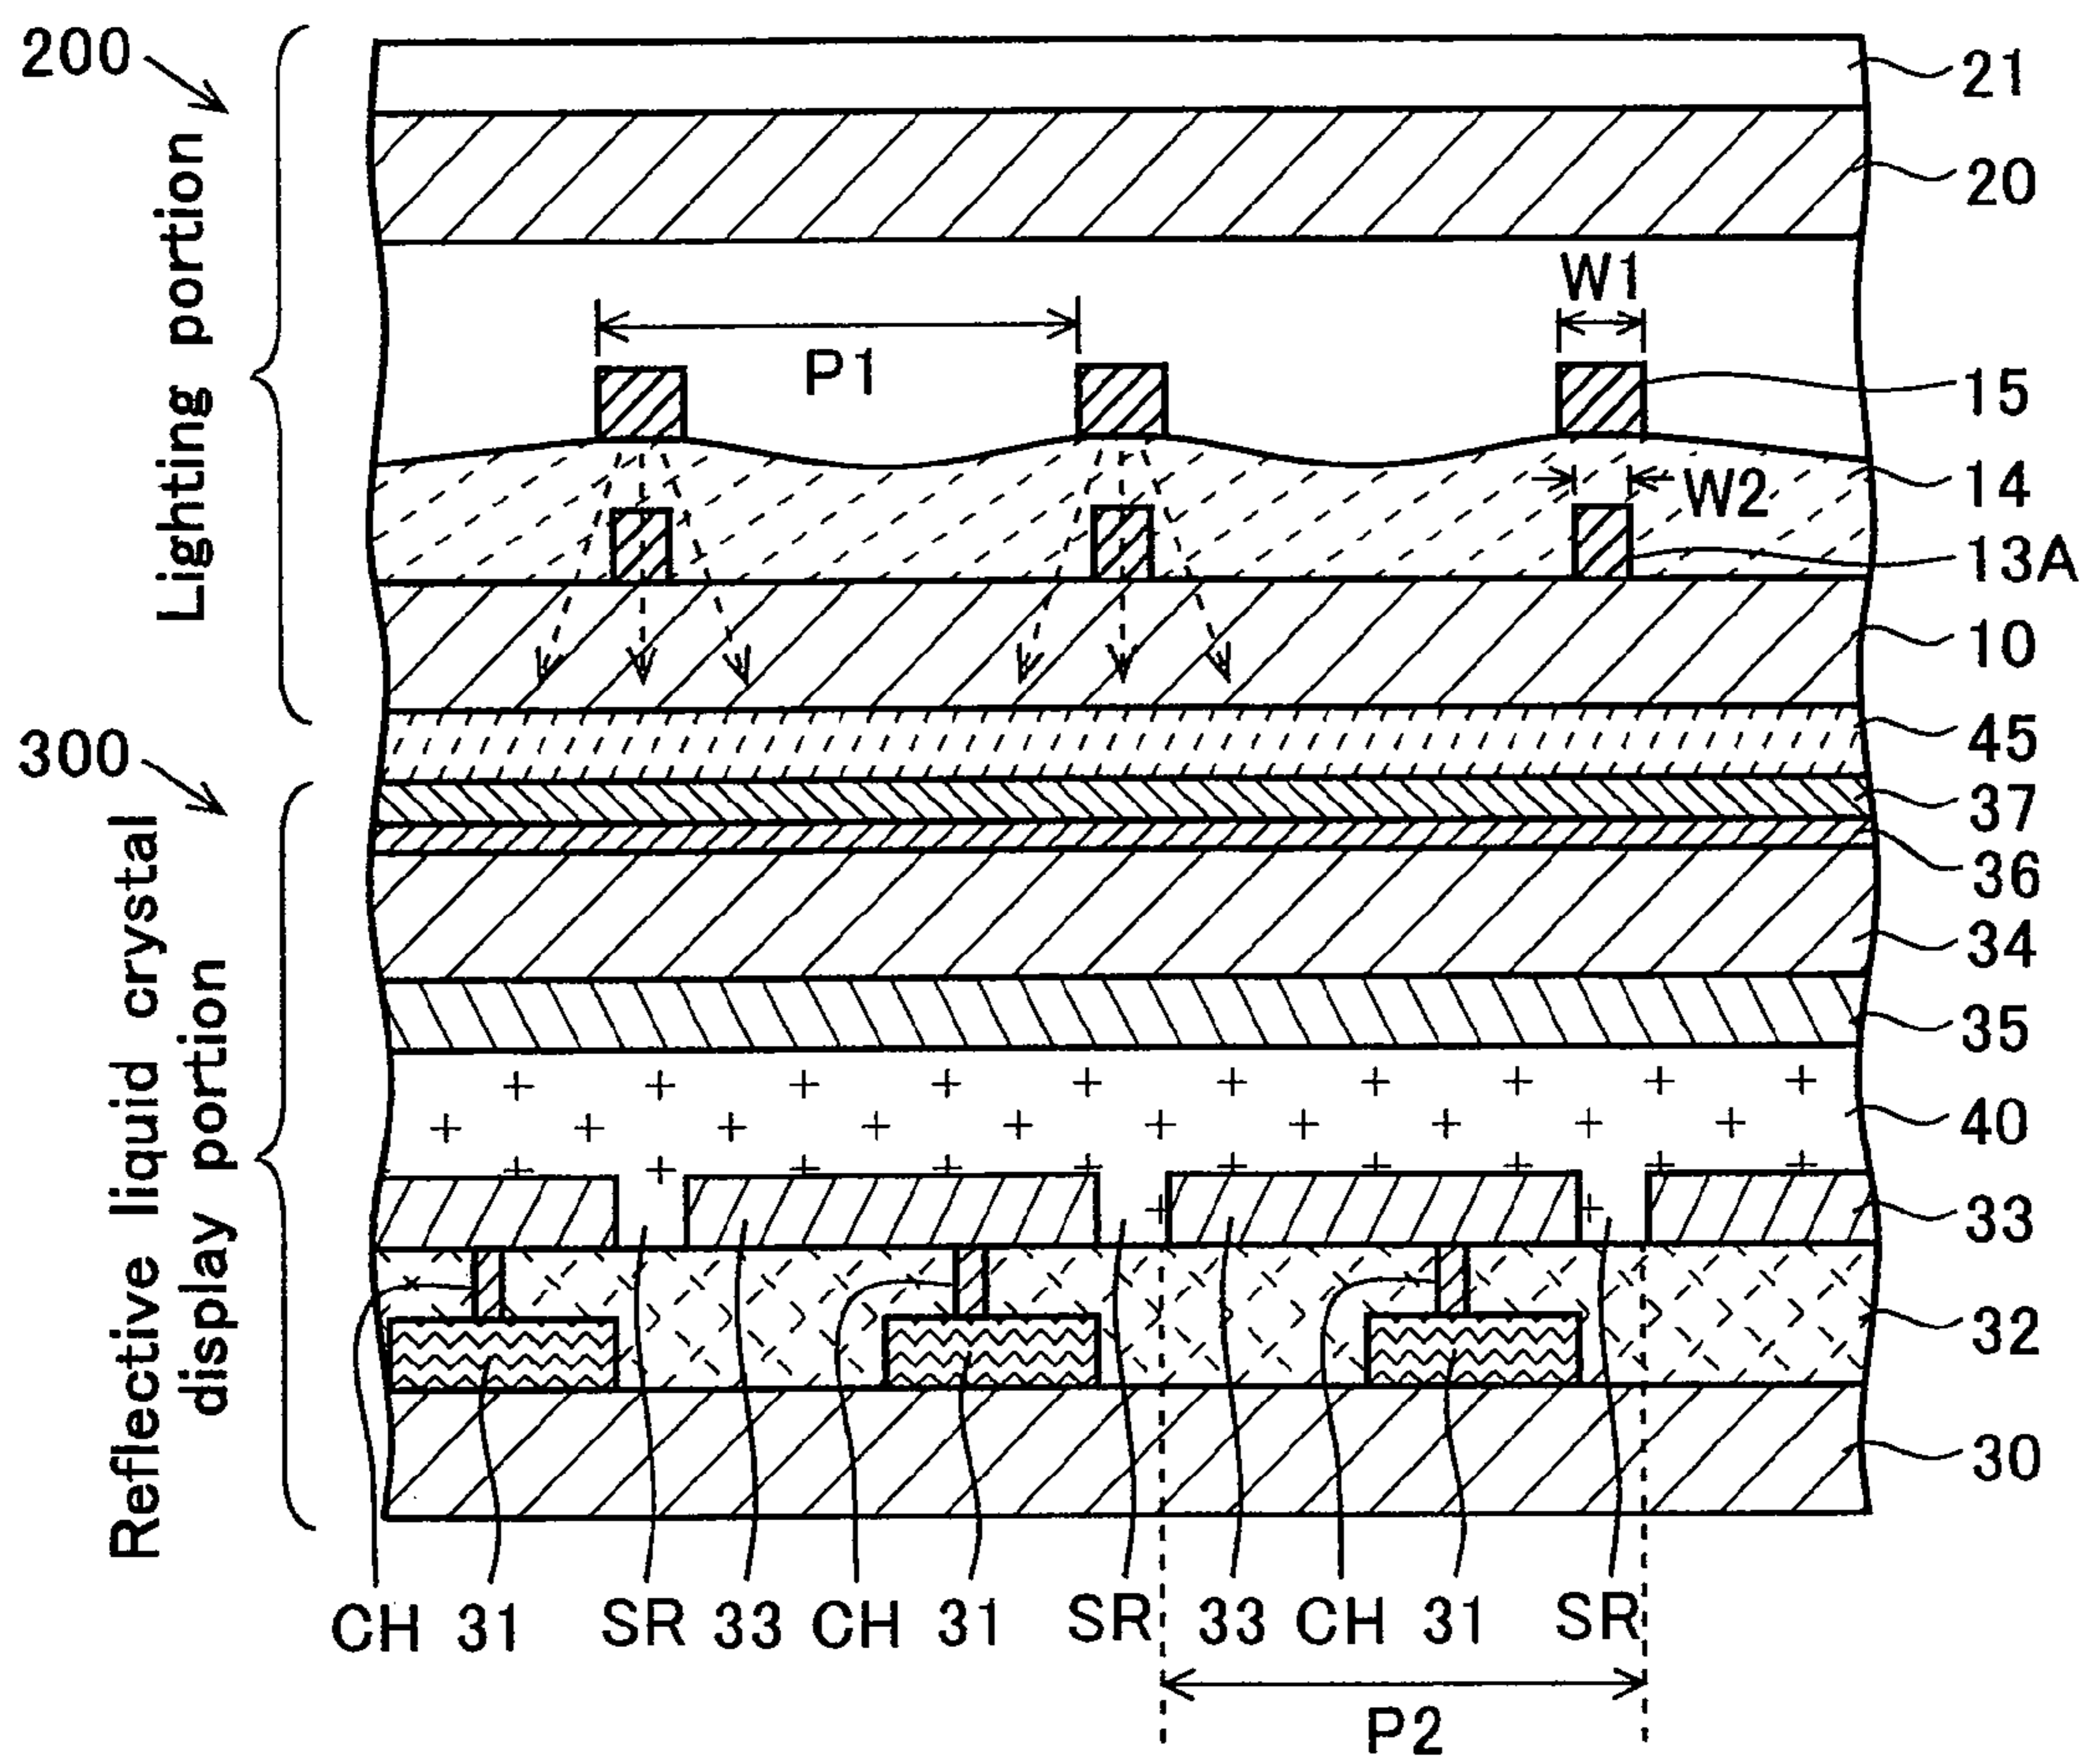 200
Lighting portion
300
Reflective liquid crystal
display portion
21
20
W1
P1
15
14
W2
13A
10
45
37
36
34
35
40
33
32
30
CH 31 SR 33 CH 31 SR 33 CH 31 SR
P2